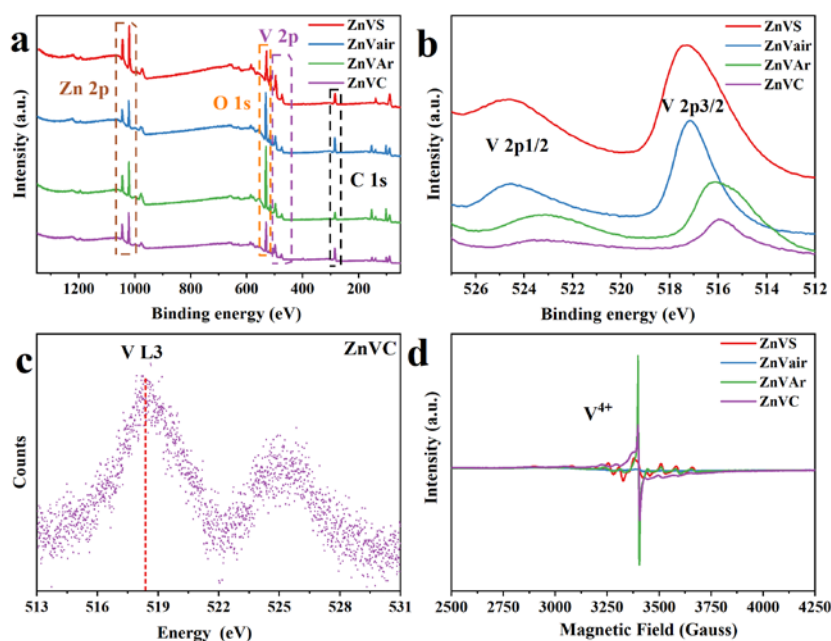 a
ZnVS
ZnVair
ZnVAr
ZnVC
V 2p
O 1s
Zn 2p
C 1s
Intensity (a.u.)
1200 1000 800 600 400 200
Binding energy (eV)
b
ZnVS
ZnVair
ZnVAr
ZnVC
V 2p3/2
V 2p1/2
Intensity (a.u.)
526 524 522 520 518 516 514 512
Binding energy (eV)
c
V L3
ZnVC
Counts
513 516 519 522 525 528 531
Energy (eV)
d
ZnVS
ZnVair
ZnVAr
ZnVC
V4+
Intensity (a.u.)
2500 2750 3000 3250 3500 3750 4000 4250
Magnetic Field (Gauss)